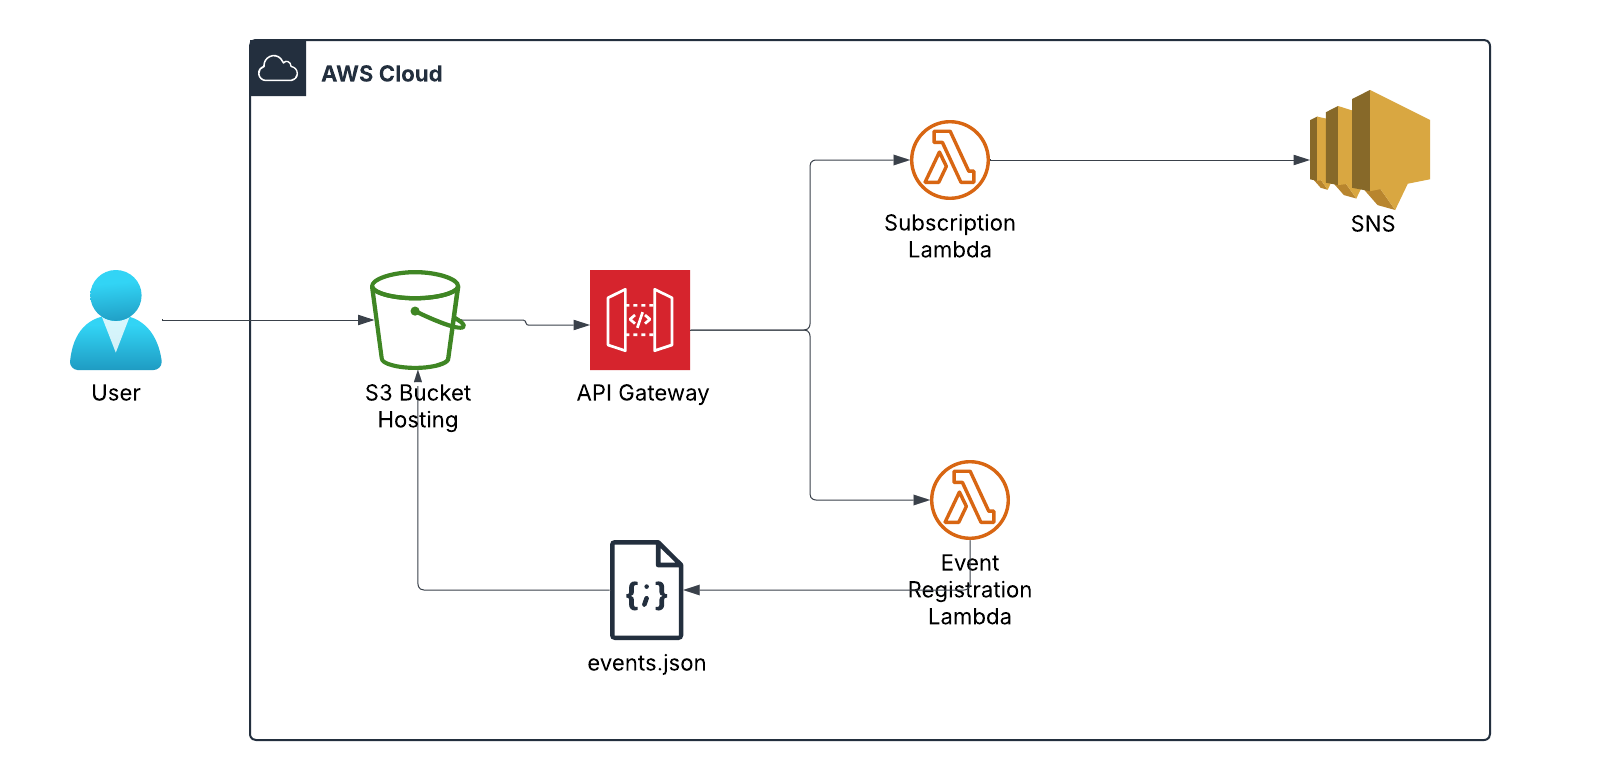 AWS Cloud
Subscription
Lambda
SNS
</>
User
S3 Bucket
Hosting
API Gateway
Event
Registration
Lambda
{;}
events.json